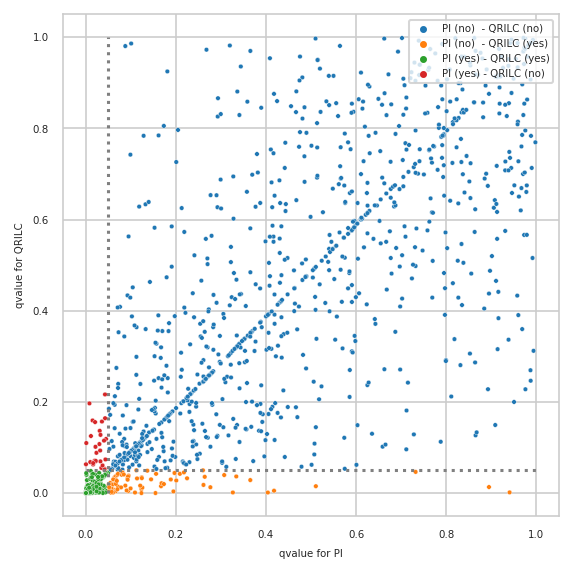 PI (no)  - QRILC (no)
PI (no)  - QRILC (yes)
PI (yes) - QRILC (yes)
PI (yes) - QRILC (no)
1.0
0.8
0.6
0.4
0.2
0.0
qvalue for QRILC
0.0 0.2 0.4 0.6 0.8 1.0
qvalue for PI